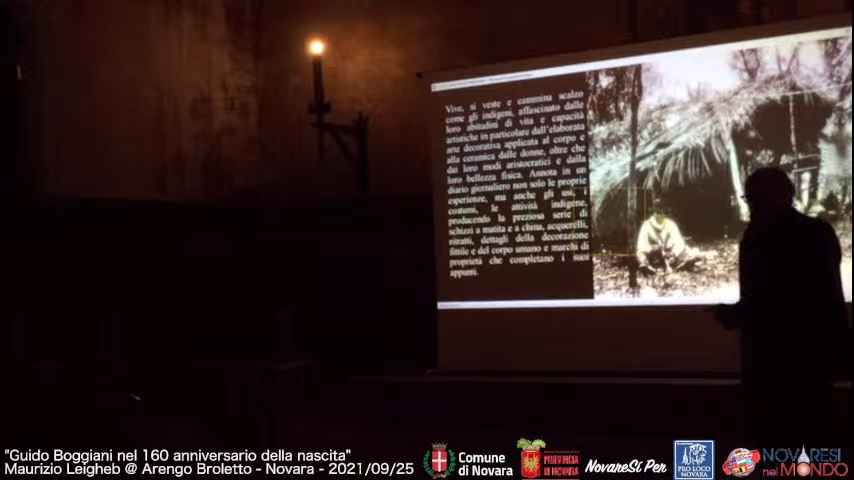 Vive, si veste e cammina scalzo
come gli indigeni, affascinato dalle
loro abitudini di vita e capacità
artistiche in particolare dall'elaborata
arte decorativa applicata al corpo e
alla ceramica dalle donne, oltre che
dai loro modi aristocratici e dalla
loro bellezza fisica. Annota in un
diario giornaliero non solo le proprie
esperienze, ma anche gli usi, i
costumi, le attività indigene,
producendo la preziosa serie di
schizzi a matita e a china, acquerelli,
ritratti, dettagli della decorazione
fittile e del corpo umano e marchi di
proprietà che completano i suoi
appunti.
"Guido Boggiani nel 160 anniversario della nascita"
Maurizio Leigheb @ Arengo Broletto - Novara - 2021/09/25
Comune
di Novara
PROVINCIA
DI NOVARA
NovareSi Per
PRO LOCO
NOVARA
NOVARESI
nel MONDO